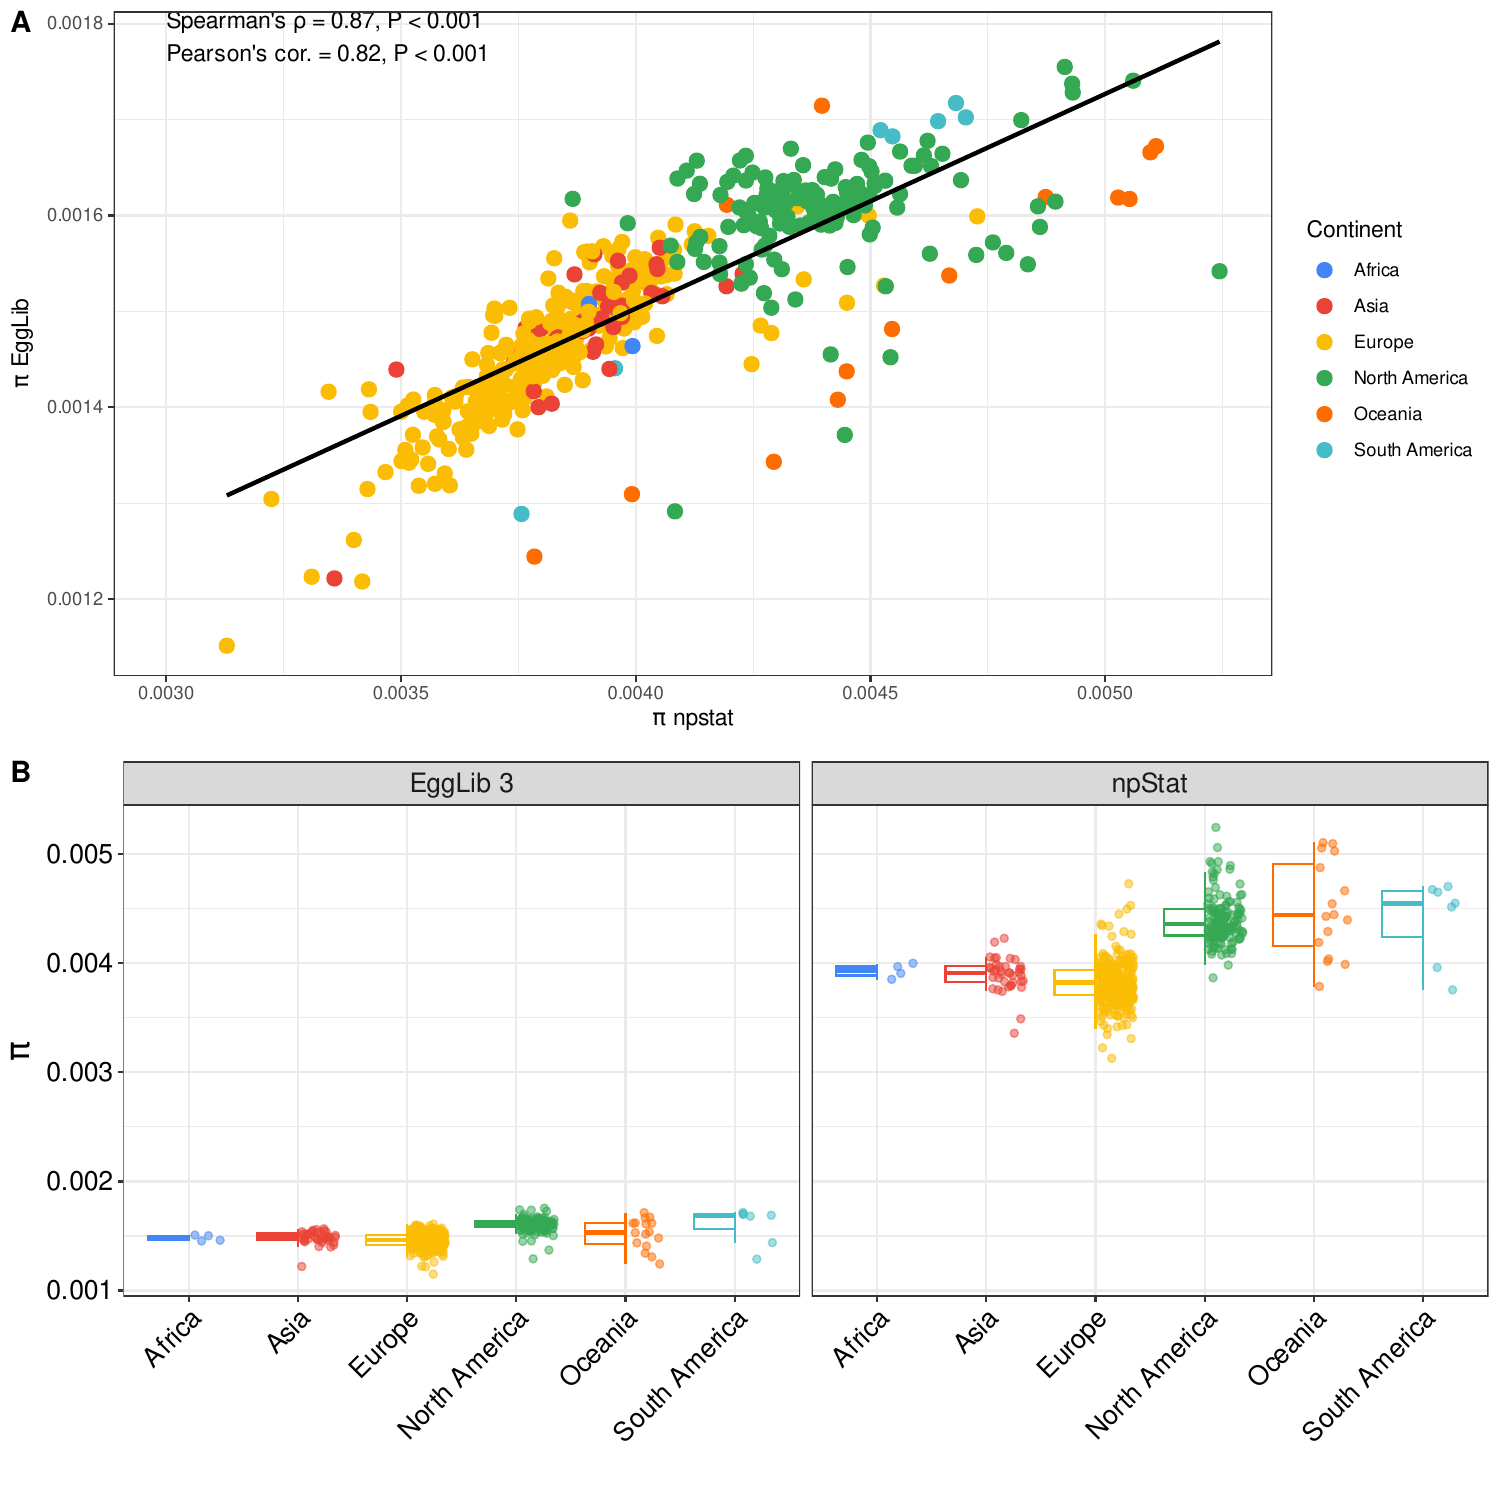 A
Spearman's ρ = 0.87, P < 0.001
Pearson's cor. = 0.82, P < 0.001
0.0018
0.0016
0.0014
0.0012
π EggLib
0.0030 0.0035 0.0040 0.0045 0.0050
π npstat
Continent
Africa
Asia
Europe
North America
Oceania
South America
B
EggLib 3 npStat
0.005
0.004
0.003
0.002
0.001
π
Africa Asia Europe North America Oceania South America Africa Asia Europe North America Oceania South America